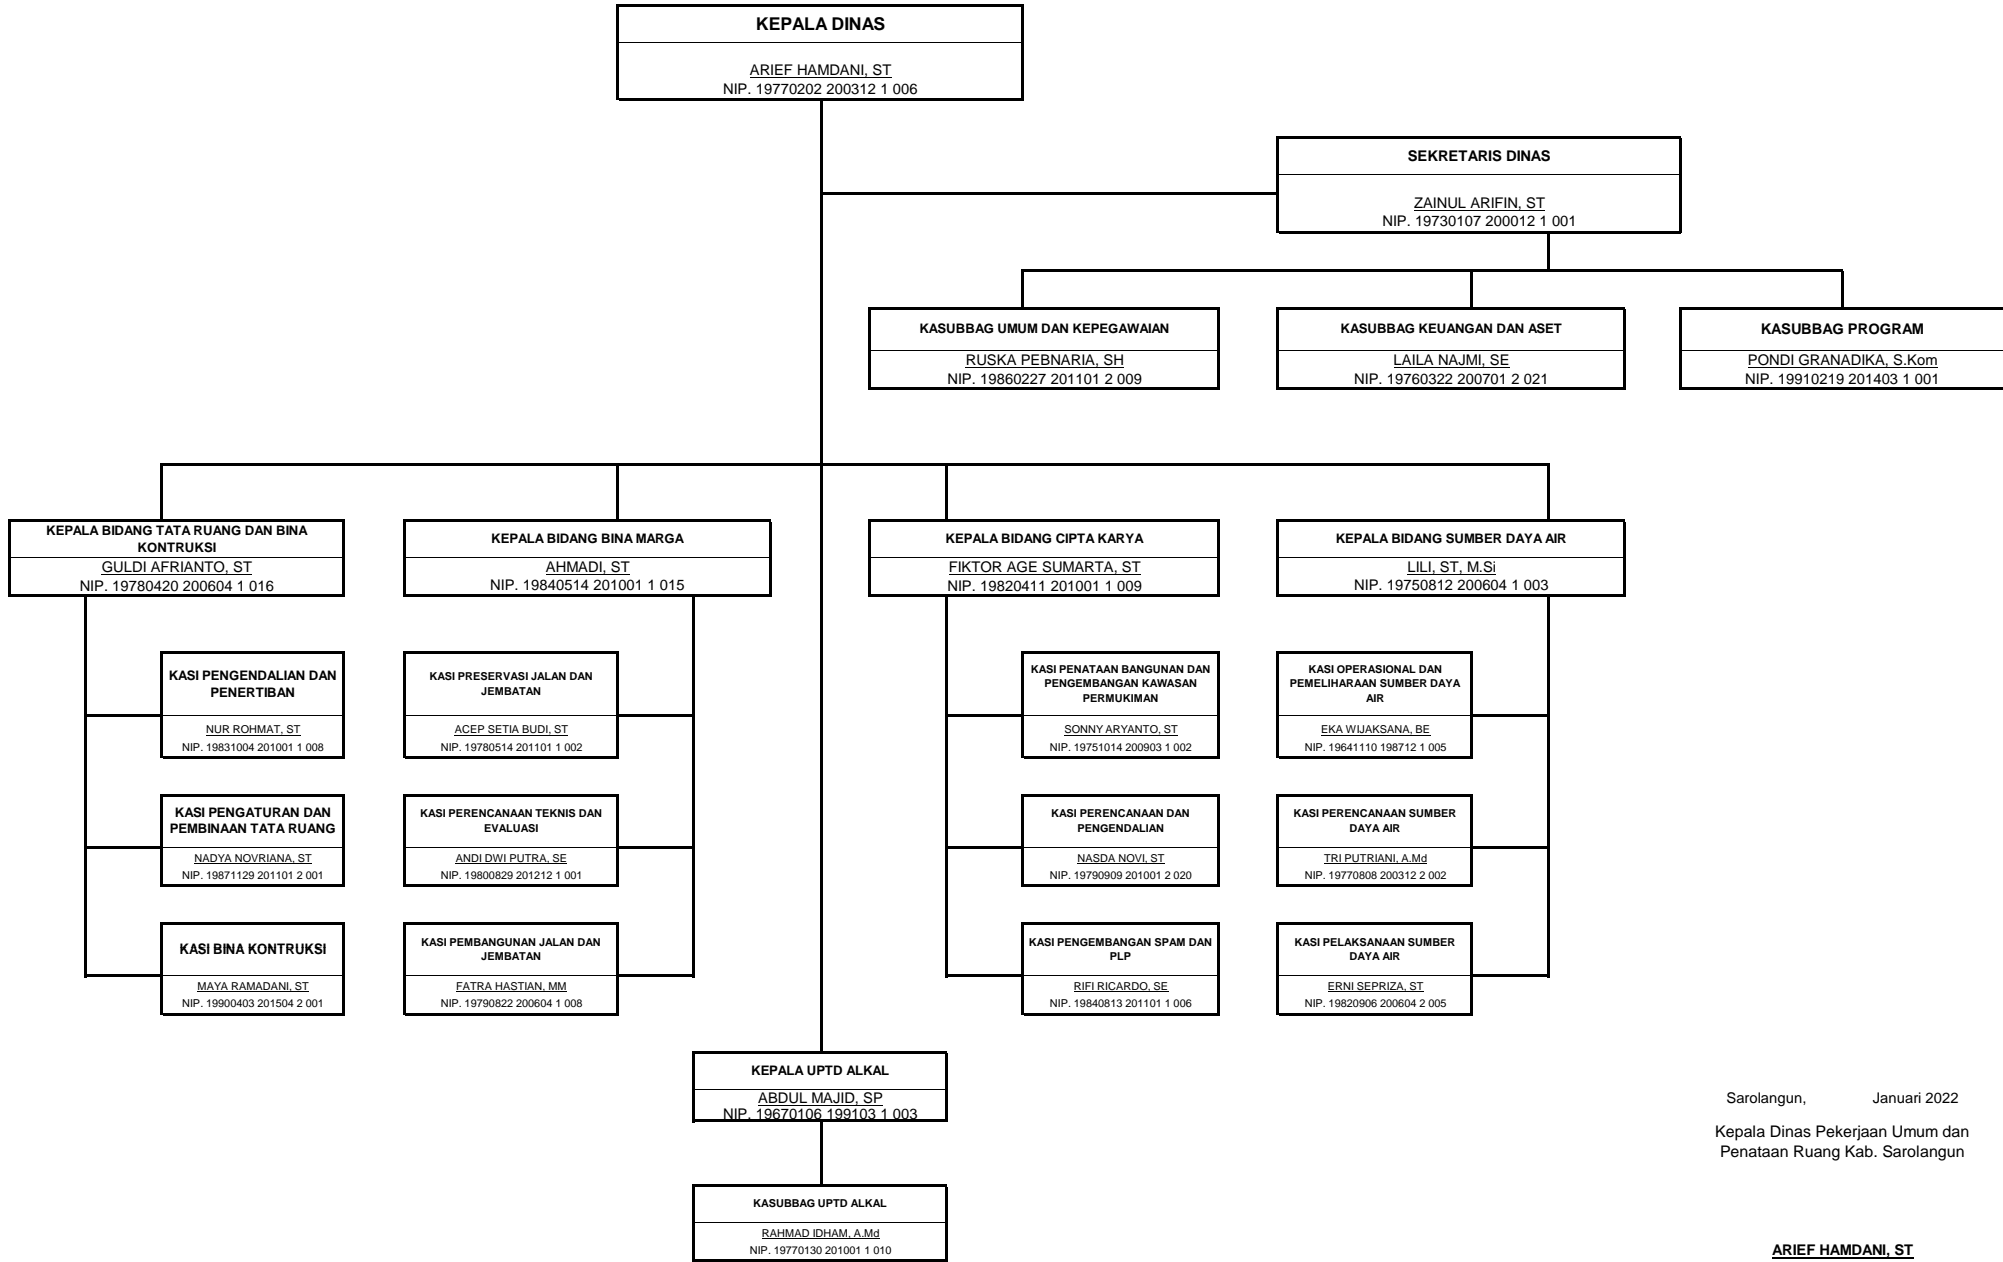 KEPALA DINAS
ARIEF HAMDANI, ST
NIP. 19770202 200312 1 006
SEKRETARIS DINAS
ZAINUL ARIFIN, ST
NIP. 19730107 200012 1 001
KASUBBAG UMUM DAN KEPEGAWAIAN
RUSKA PEBNARIA, SH
NIP. 19860227 201101 2 009
KASUBBAG KEUANGAN DAN ASET
LAILA NAJMI, SE
NIP. 19760322 200701 2 021
KASUBBAG PROGRAM
PONDI GRANADIKA, S.Kom
NIP. 19910219 201403 1 001
KEPALA BIDANG TATA RUANG DAN BINA
KONTRUKSI
GULDI AFRIANTO, ST
NIP. 19780420 200604 1 016
KEPALA BIDANG BINA MARGA
AHMADI, ST
NIP. 19840514 201001 1 015
KEPALA BIDANG CIPTA KARYA
FIKTOR AGE SUMARTA, ST
NIP. 19820411 201001 1 009
KEPALA BIDANG SUMBER DAYA AIR
LILI, ST, M.Si
NIP. 19750812 200604 1 003
KASI PENGENDALIAN DAN
PENERTIBAN
NUR ROHMAT, ST
NIP. 19831004 201001 1 008
KASI PRESERVASI JALAN DAN
JEMBATAN
ACEP SETIA BUDI, ST
NIP. 19780514 201101 1 002
KASI PENATAAN BANGUNAN DAN
PENGEMBANGAN KAWASAN
PERMUKIMAN
SONNY ARYANTO, ST
NIP. 19751014 200903 1 002
KASI OPERASIONAL DAN
PEMELIHARAAN SUMBER DAYA
AIR
EKA WIJAKSANA, BE
NIP. 19641110 198712 1 005
KASI PENGATURAN DAN
PEMBINAAN TATA RUANG
NADYA NOVRIANA, ST
NIP. 19871129 201101 2 001
KASI PERENCANAAN TEKNIS DAN
EVALUASI
ANDI DWI PUTRA, SE
NIP. 19800829 201212 1 001
KASI PERENCANAAN DAN
PENGENDALIAN
NASDA NOVI, ST
NIP. 19790909 201001 2 020
KASI PERENCANAAN SUMBER
DAYA AIR
TRI PUTRIANI, A.Md
NIP. 19770808 200312 2 002
KASI BINA KONTRUKSI
MAYA RAMADANI, ST
NIP. 19900403 201504 2 001
KASI PEMBANGUNAN JALAN DAN
JEMBATAN
FATRA HASTIAN, MM
NIP. 19790822 200604 1 008
KASI PENGEMBANGAN SPAM DAN
PLP
RIFI RICARDO, SE
NIP. 19840813 201101 1 006
KASI PELAKSANAAN SUMBER
DAYA AIR
ERNI SEPRIZA, ST
NIP. 19820906 200604 2 005
KEPALA UPTD ALKAL
ABDUL MAJID, SP
NIP. 19670106 199103 1 003
KASUBBAG UPTD ALKAL
RAHMAD IDHAM, A.Md
NIP. 19770130 201001 1 010
Sarolangun, Januari 2022
Kepala Dinas Pekerjaan Umum dan
Penataan Ruang Kab. Sarolangun
ARIEF HAMDANI, ST